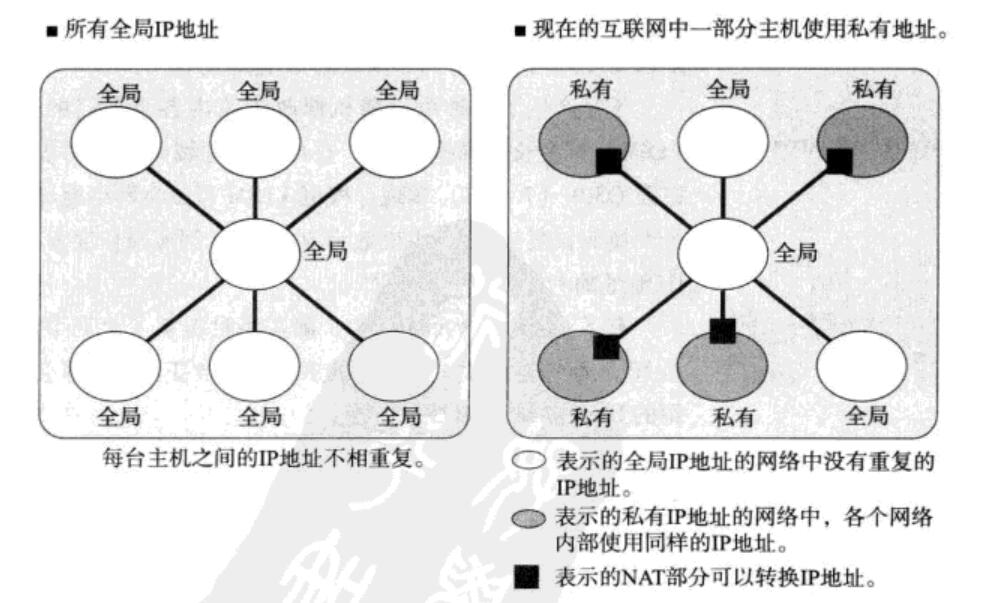 ■ 所有全局IP地址
全局 全局 全局
全局
全局 全局 全局
每台主机之间的IP地址不相重复。
■ 现在的互联网中一部分主机使用私有地址。
私有 全局 私有
全局
私有 私有 全局
表示的全局IP地址的网络中没有重复的
IP地址。
表示的私有IP地址的网络中，各个网络
内部使用同样的IP地址。
表示的NAT部分可以转换IP地址。